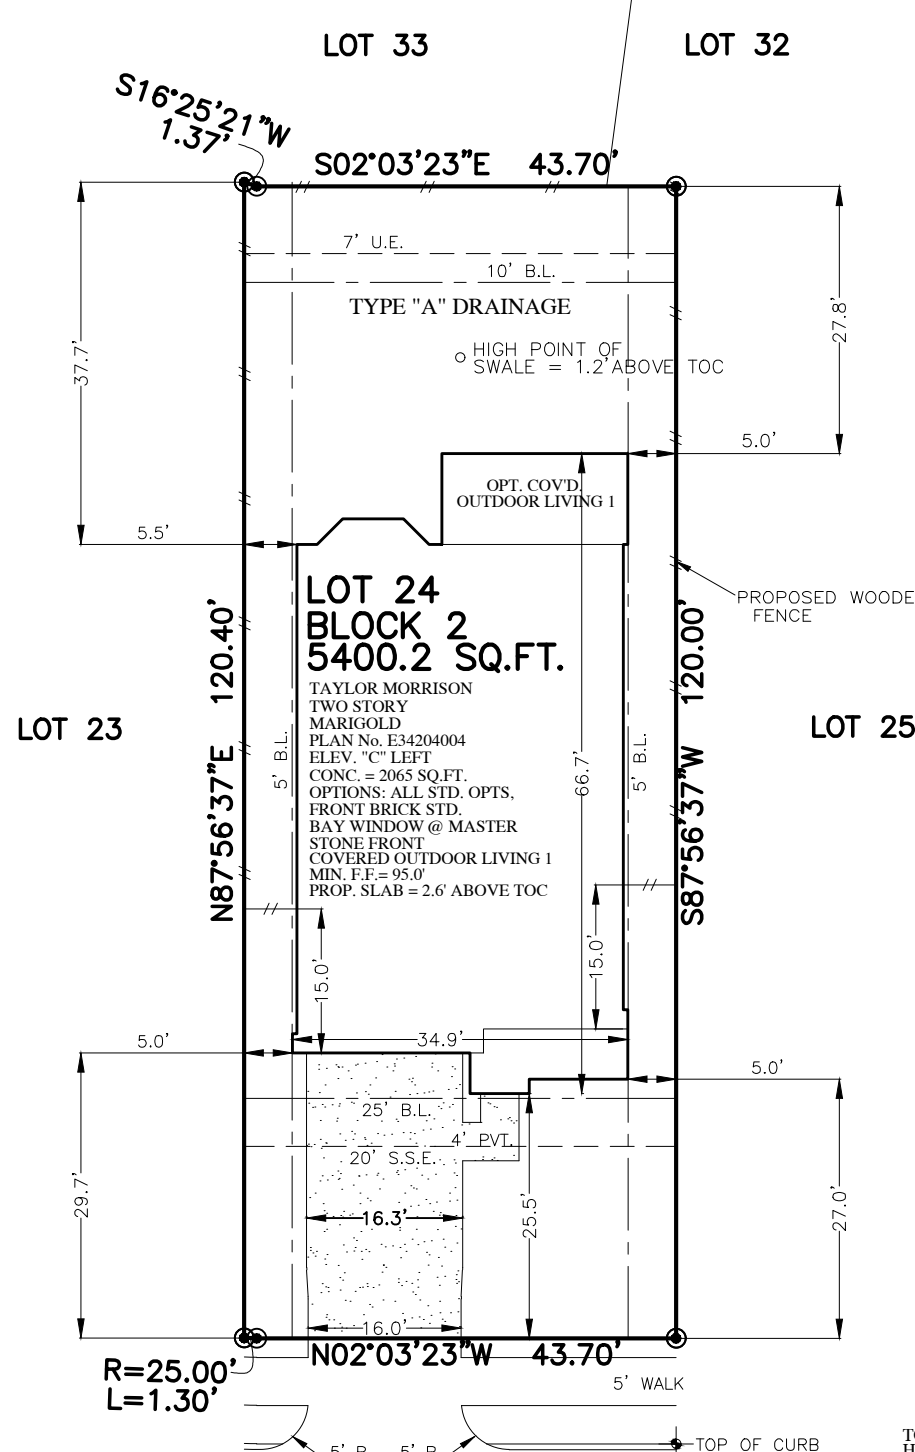 LOT 33
LOT 32
S16°25'21"W
1.37'
S02°03'23"E 43.70'
7' U.E.
10' B.L.
TYPE "A" DRAINAGE
HIGH POINT OF
SWALE = 1.2' ABOVE TOC
37.7'
27.8'
5.0'
OPT. COV'D.
OUTDOOR LIVING 1
5.5'
LOT 24
BLOCK 2
5400.2 SQ.FT.
PROPOSED WOODE
FENCE
TAYLOR MORRISON
TWO STORY
MARIGOLD
PLAN No. E34204004
ELEV. "C" LEFT
CONC. = 2065 SQ.FT.
OPTIONS: ALL STD. OPTS,
FRONT BRICK STD.
BAY WINDOW @ MASTER
STONE FRONT
COVERED OUTDOOR LIVING 1
MIN. F.F.= 95.0'
PROP. SLAB = 2.6' ABOVE TOC
LOT 23
LOT 25
N87°56'37"E 120.40'
S87°56'37"W 120.00'
5' B.L.
5' B.L.
66.7'
15.0'
15.0'
34.9'
5.0'
5.0'
25' B.L.
4' PVT.
20' S.S.E.
29.7'
16.3'
25.5'
27.0'
16.0'
N02°03'23"W 43.70'
R=25.00'
L=1.30'
5' WALK
5' R
5' R
TOP OF CURB